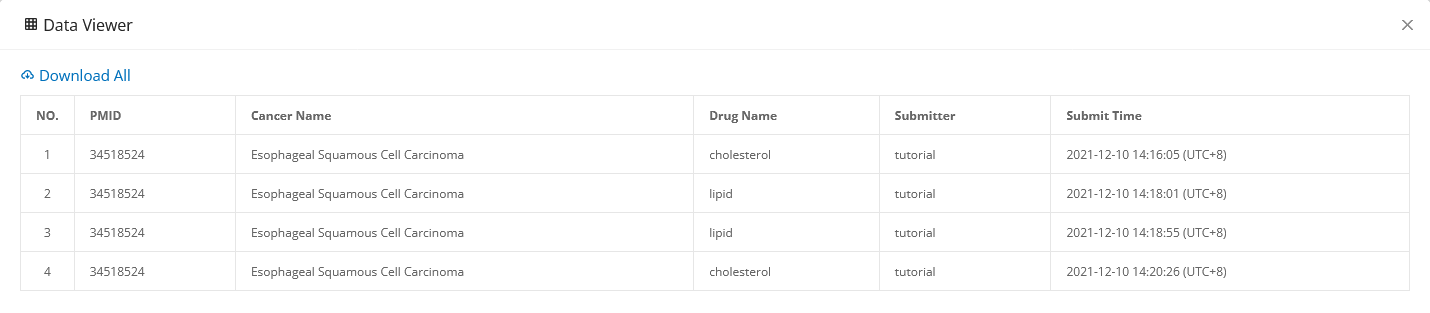 Data Viewer
Download All
NO. PMID Cancer Name Drug Name Submitter Submit Time
1 34518524 Esophageal Squamous Cell Carcinoma cholesterol tutorial 2021-12-10 14:16:05 (UTC+8)
2 34518524 Esophageal Squamous Cell Carcinoma lipid tutorial 2021-12-10 14:18:01 (UTC+8)
3 34518524 Esophageal Squamous Cell Carcinoma lipid tutorial 2021-12-10 14:18:55 (UTC+8)
4 34518524 Esophageal Squamous Cell Carcinoma cholesterol tutorial 2021-12-10 14:20:26 (UTC+8)